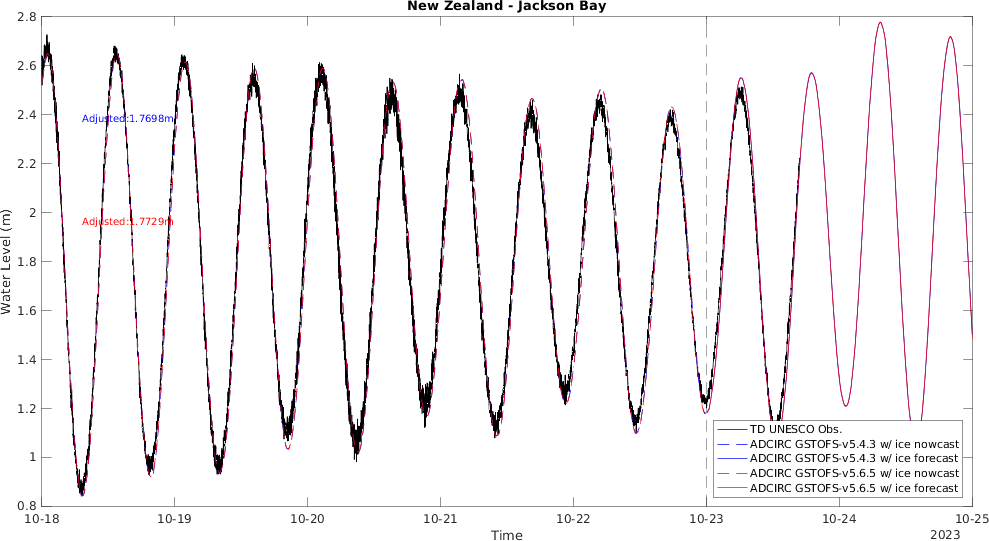 New Zealand - Jackson Bay
2.8
2.6
2.4
2.2
2
1.8
1.6
1.4
1.2
1
0.8
Water Level (m)
Adjusted:1.7698m
Adjusted:1.7729m
TD UNESCO Obs.
ADCIRC GSTOFS-v5.4.3 w/ ice nowcast
ADCIRC GSTOFS-v5.4.3 w/ ice forecast
ADCIRC GSTOFS-v5.6.5 w/ ice nowcast
ADCIRC GSTOFS-v5.6.5 w/ ice forecast
10-18 10-19 10-20 10-21 10-22 10-23 10-24 10-25
Time
2023